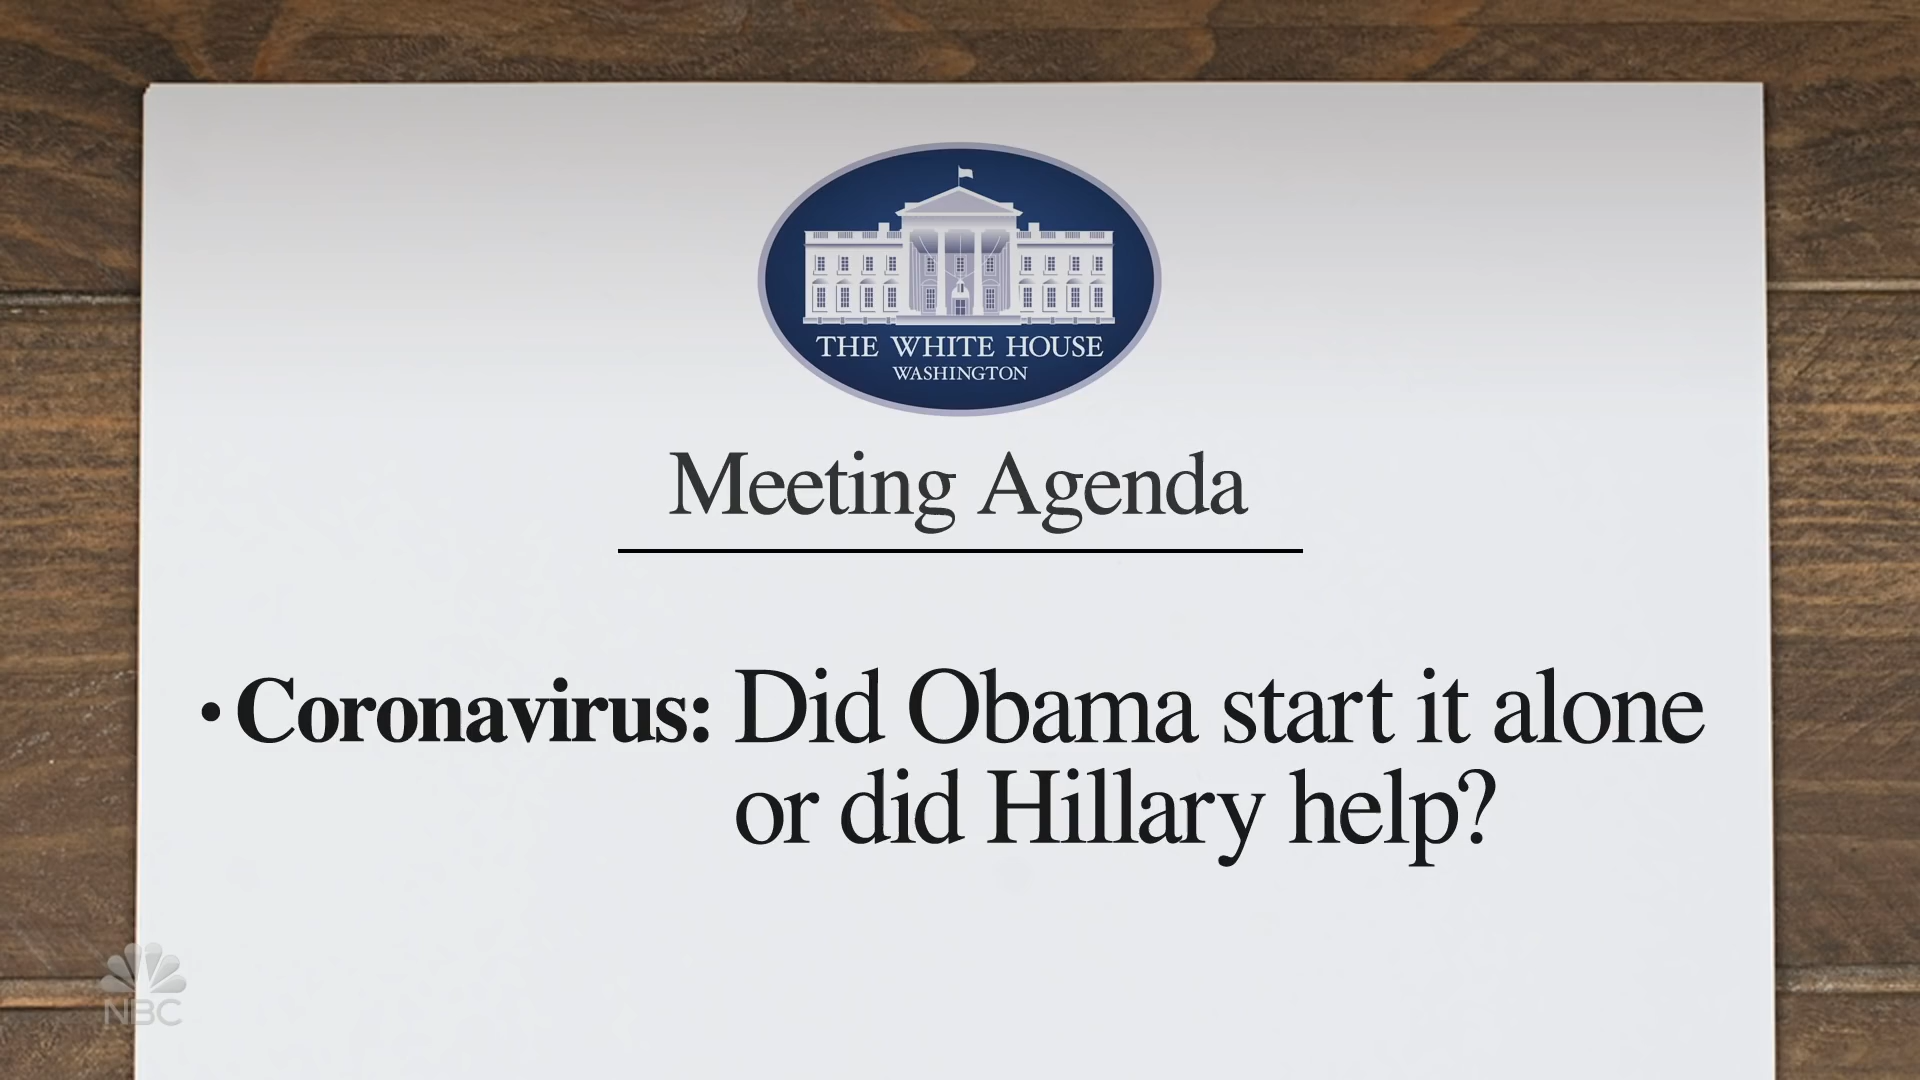 THE WHITE HOUSE
WASHINGTON
Meeting Agenda
• Coronavirus: Did Obama start it alone
or did Hillary help?
NBC